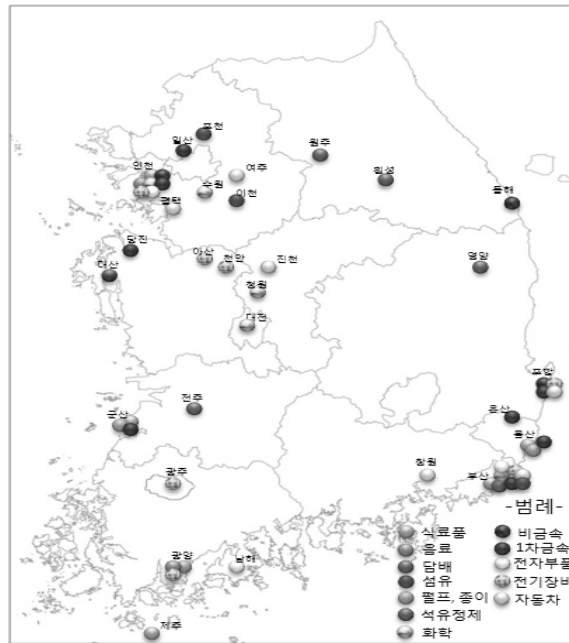 포천
일산
원주
인천
여주
횡성
수원
이천
평택
동해
당진
아산
천안
진천
대산
영양
청원
대전
포항
전주
온산
군산
울산
광주
창원
부산
광양
남해
제주
-범례-
식료품
음료
담배
섬유
펄프, 종이
석유정제
화학
비금속
1차금속
전자부품
전기장비
자동차